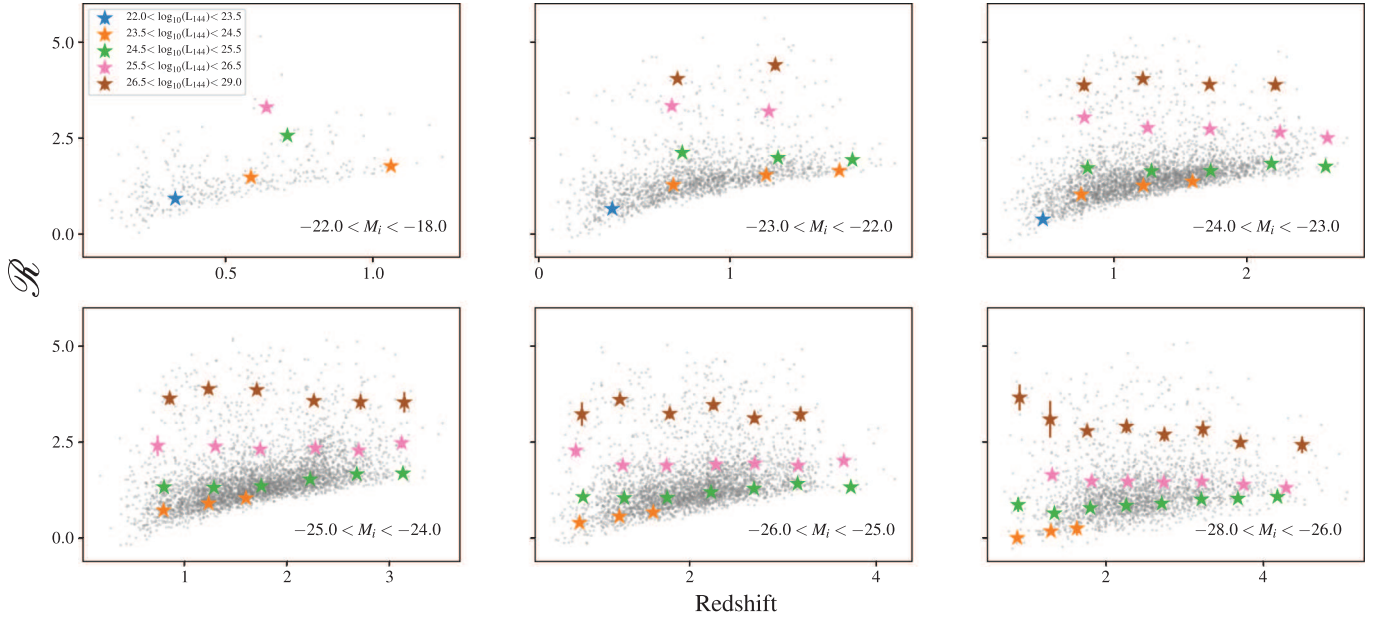 22.0< log₁₀(L₁₄₄)< 23.5
23.5< log₁₀(L₁₄₄)< 24.5
24.5< log₁₀(L₁₄₄)< 25.5
25.5< log₁₀(L₁₄₄)< 26.5
26.5< log₁₀(L₁₄₄)< 29.0
5.0
2.5
0.0
−22.0 < Mᵢ < −18.0
−23.0 < Mᵢ < −22.0
−24.0 < Mᵢ < −23.0
0.5 1.0
0 1
1 2
ℛ
5.0
2.5
0.0
−25.0 < Mᵢ < −24.0
−26.0 < Mᵢ < −25.0
−28.0 < Mᵢ < −26.0
1 2 3
2 4
2 4
Redshift